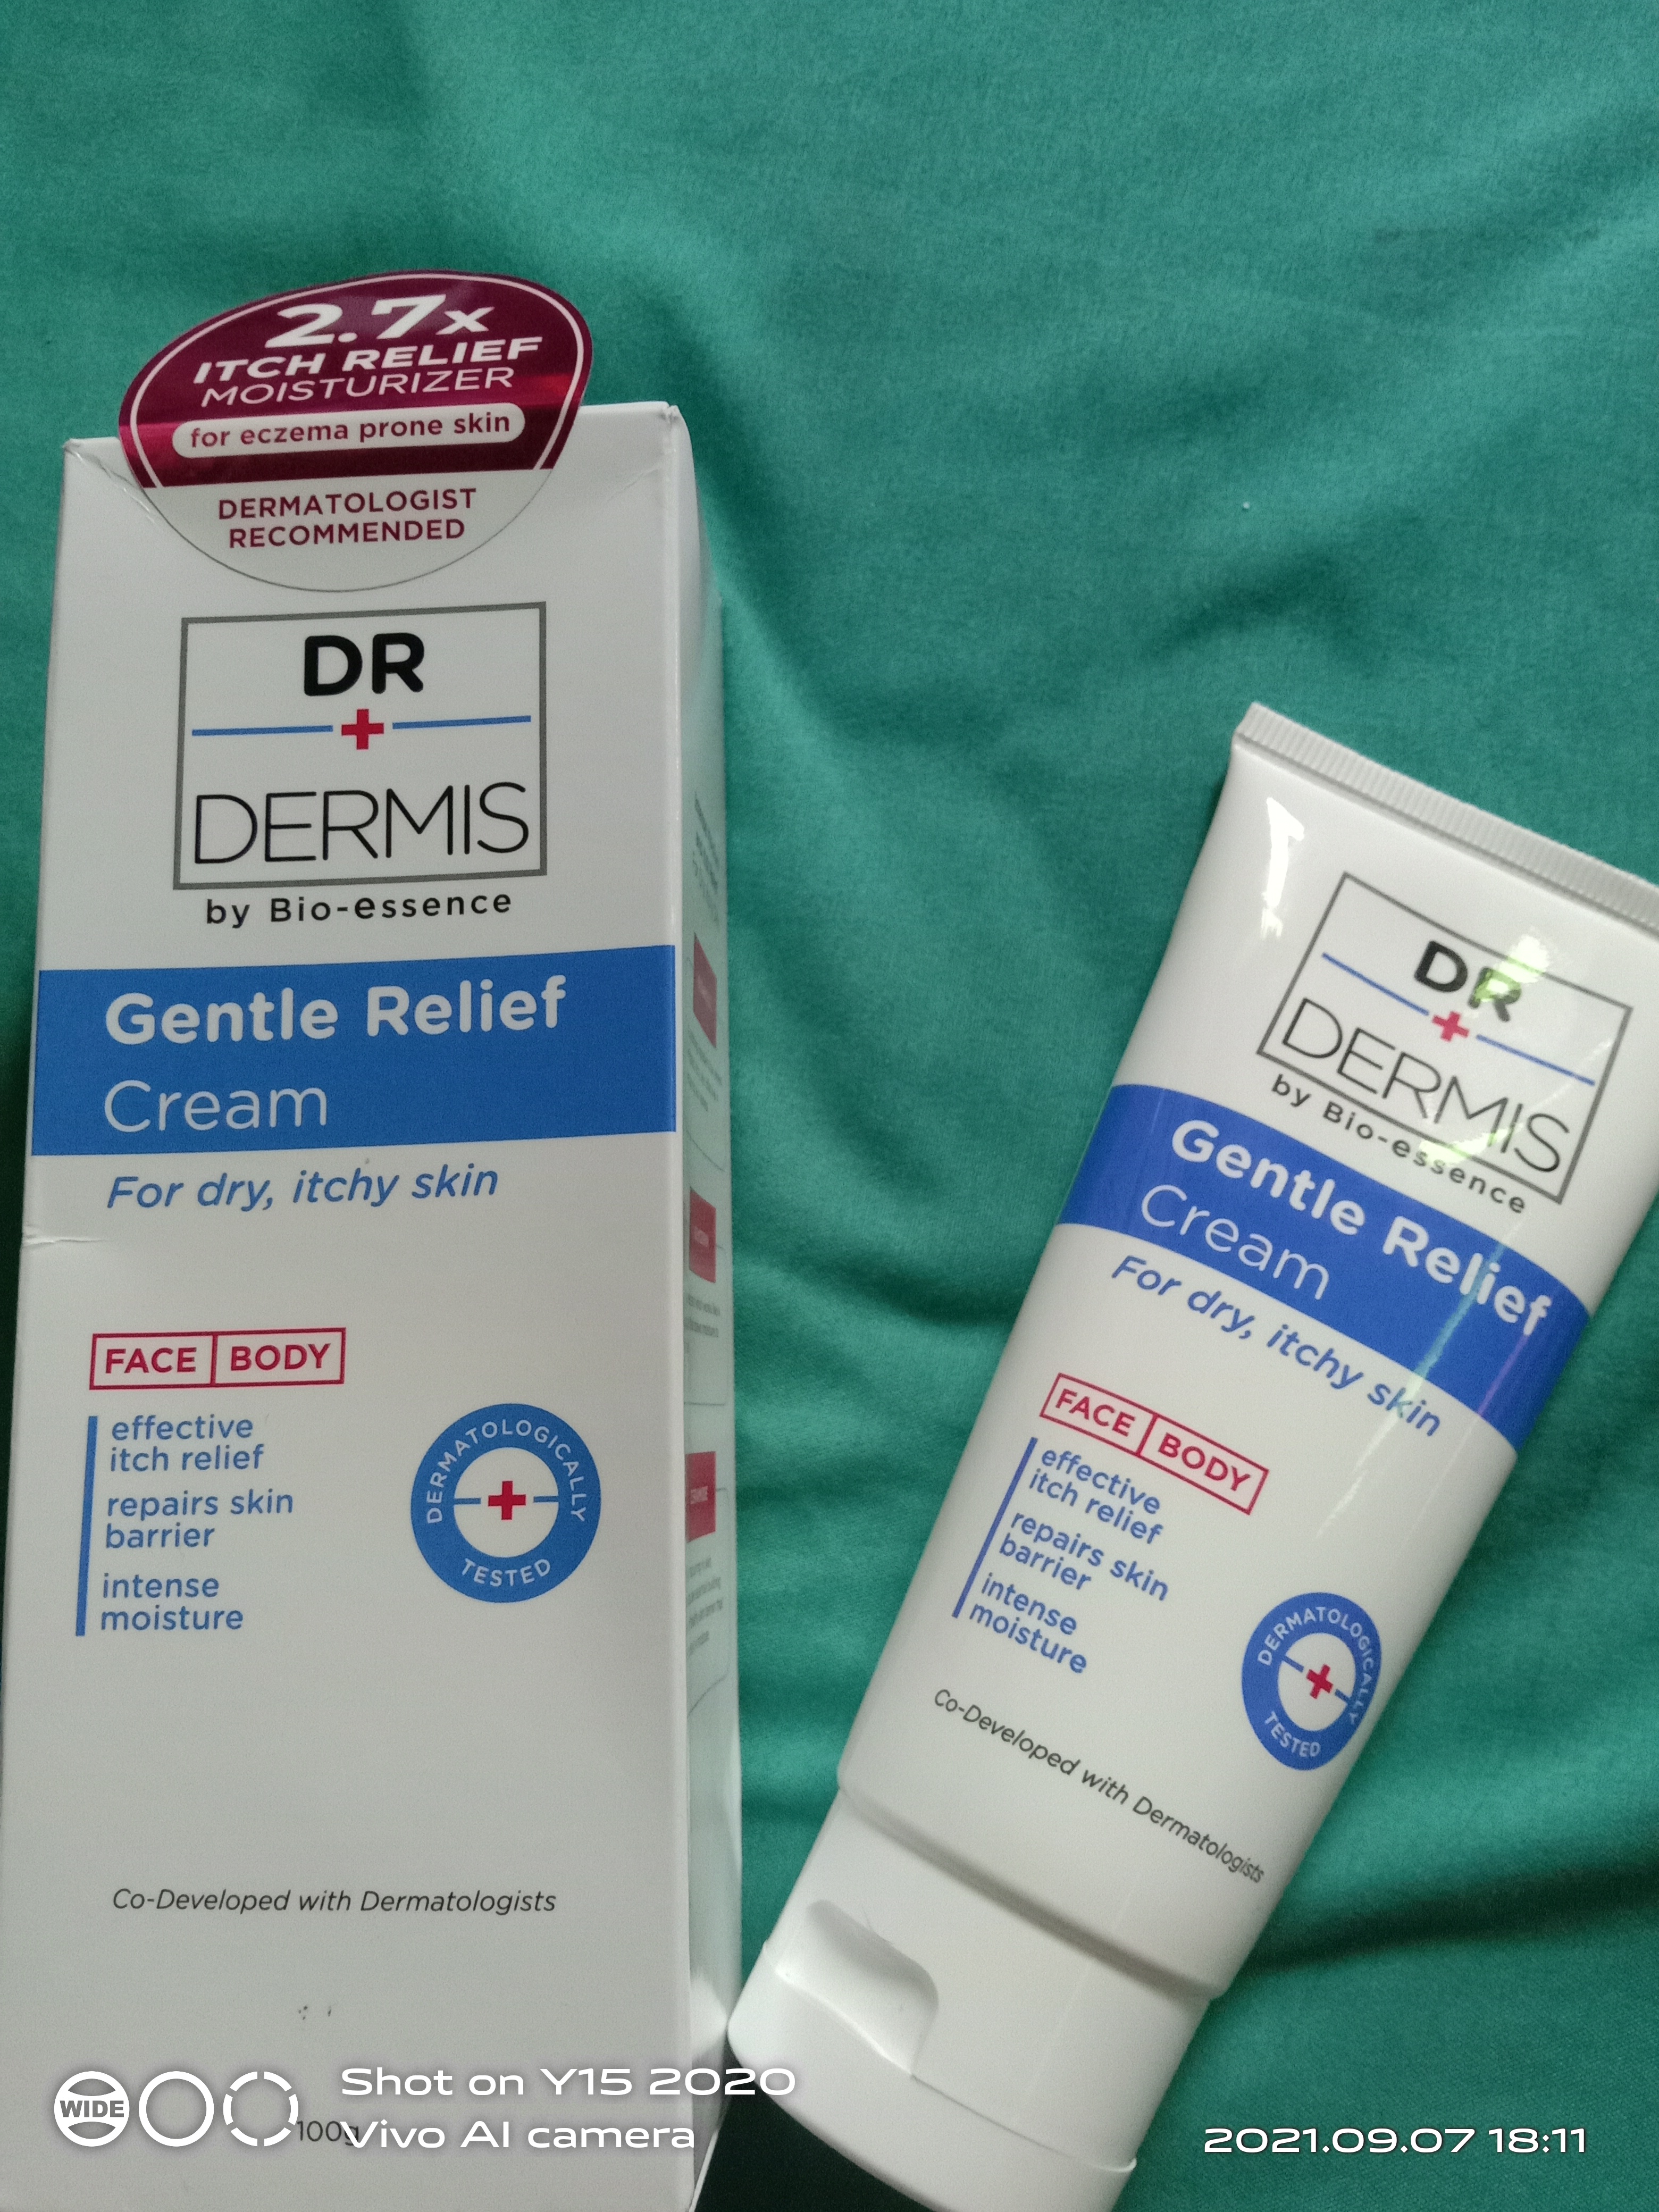 2.7x
ITCH RELIEF
MOISTURIZER
for eczema prone skin
DERMATOLOGIST
RECOMMENDED
DR
DERMIS
by Bio-essence
Gentle Relief
Cream
For dry, itchy skin
FACE BODY
effective
itch relief
repairs skin
barrier
intense
moisture
DERMATOLOGICALLY
TESTED
Co-Developed with Dermatologists
100g
DR
DERMIS
by Bio-essence
Gentle Relief
Cream
For dry, itchy skin
FACE BODY
effective
itch relief
repairs skin
barrier
intense
moisture
DERMATOLOGICALLY
TESTED
Co-Developed with Dermatologists
WIDE
Shot on Y15 2020
Vivo AI camera
2021.09.07 18:11